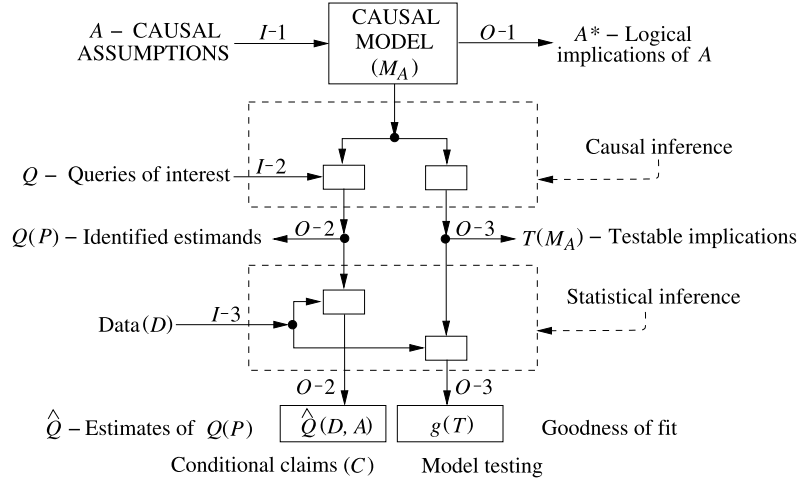 A – CAUSAL
ASSUMPTIONS
I-1
CAUSAL
MODEL
(M_A)
O-1
A* – Logical
implications of A
Causal inference
Q – Queries of interest
I-2
Q(P) – Identified estimands
O-2
O-3
T(M_A) – Testable implications
Statistical inference
Data (D)
I-3
O-2
O-3
Q̂ – Estimates of Q(P)
Q̂(D, A)
g(T)
Goodness of fit
Conditional claims (C)
Model testing